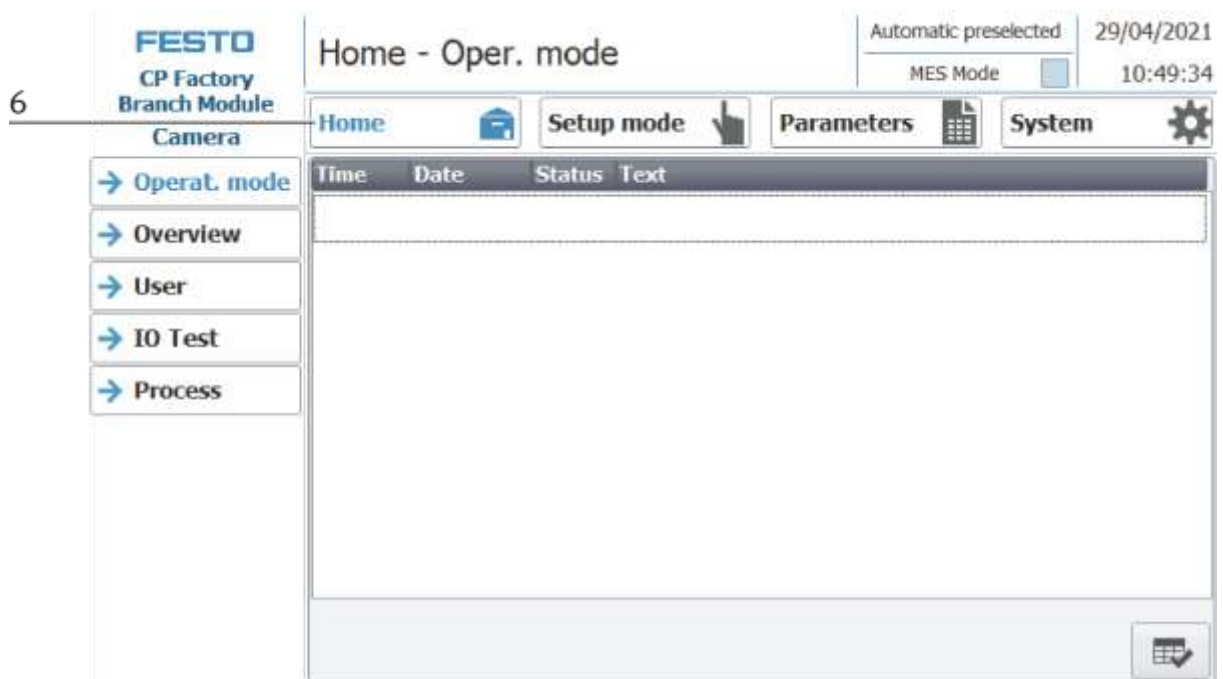 FESTO
CP Factory
Branch Module
Camera
Home - Oper. mode
Automatic preselected
MES Mode
29/04/2021
10:49:34
6
Home
Setup mode
Parameters
System
Operat. mode
Overview
User
IO Test
Process
Time Date Status Text